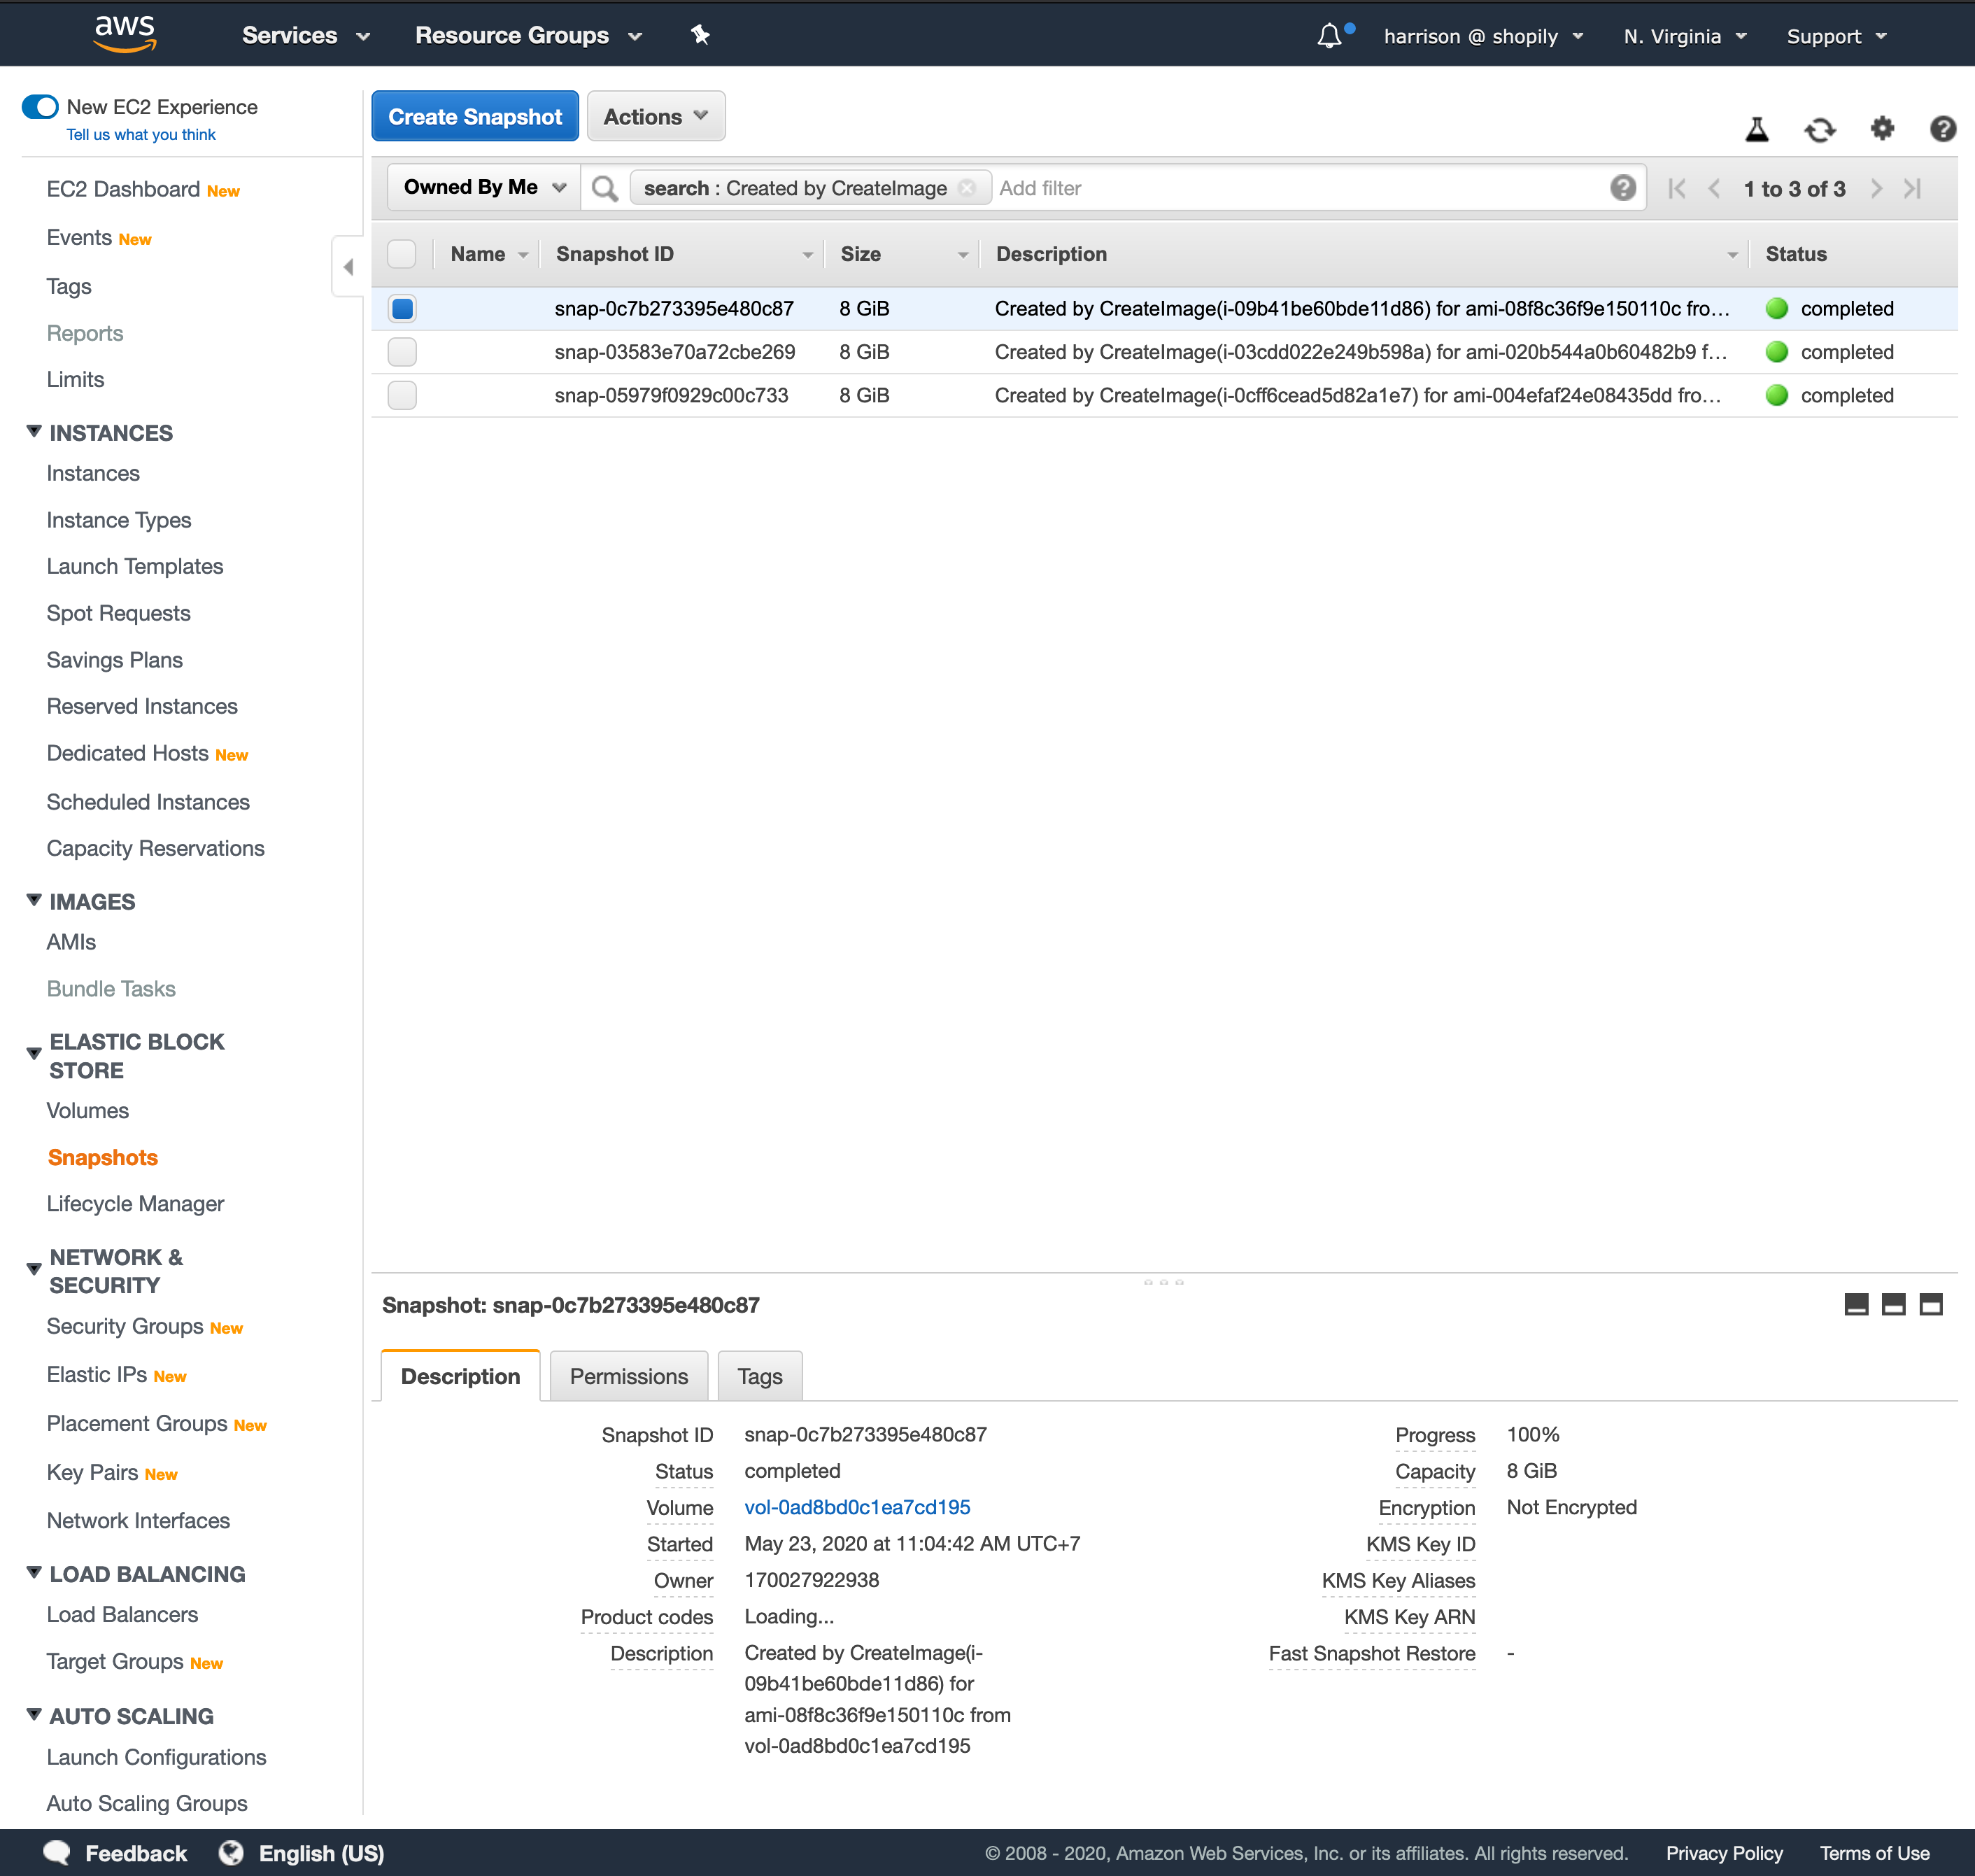 aws Services Resource Groups harrison @ shopily N. Virginia Support
New EC2 Experience
Tell us what you think
EC2 Dashboard New
Events New
Tags
Reports
Limits
INSTANCES
Instances
Instance Types
Launch Templates
Spot Requests
Savings Plans
Reserved Instances
Dedicated Hosts New
Scheduled Instances
Capacity Reservations
IMAGES
AMIs
Bundle Tasks
ELASTIC BLOCK
STORE
Volumes
Snapshots
Lifecycle Manager
NETWORK &
SECURITY
Security Groups New
Elastic IPs New
Placement Groups New
Key Pairs New
Network Interfaces
LOAD BALANCING
Load Balancers
Target Groups New
AUTO SCALING
Launch Configurations
Auto Scaling Groups
Create Snapshot Actions
Owned By Me search : Created by CreateImage Add filter 1 to 3 of 3
Name Snapshot ID Size Description Status
snap-0c7b273395e480c87 8 GiB Created by CreateImage(i-09b41be60bde11d86) for ami-08f8c36f9e150110c fro... completed
snap-03583e70a72cbe269 8 GiB Created by CreateImage(i-03cdd022e249b598a) for ami-020b544a0b60482b9 f... completed
snap-05979f0929c00c733 8 GiB Created by CreateImage(i-0cff6cead5d82a1e7) for ami-004efaf24e08435dd fro... completed
Snapshot: snap-0c7b273395e480c87
Description Permissions Tags
Snapshot ID snap-0c7b273395e480c87
Status completed
Volume vol-0ad8bd0c1ea7cd195
Started May 23, 2020 at 11:04:42 AM UTC+7
Owner 170027922938
Product codes Loading...
Description Created by CreateImage(i-
09b41be60bde11d86) for
ami-08f8c36f9e150110c from
vol-0ad8bd0c1ea7cd195
Progress 100%
Capacity 8 GiB
Encryption Not Encrypted
KMS Key ID
KMS Key Aliases
KMS Key ARN
Fast Snapshot Restore -
Feedback English (US) © 2008 - 2020, Amazon Web Services, Inc. or its affiliates. All rights reserved. Privacy Policy Terms of Use